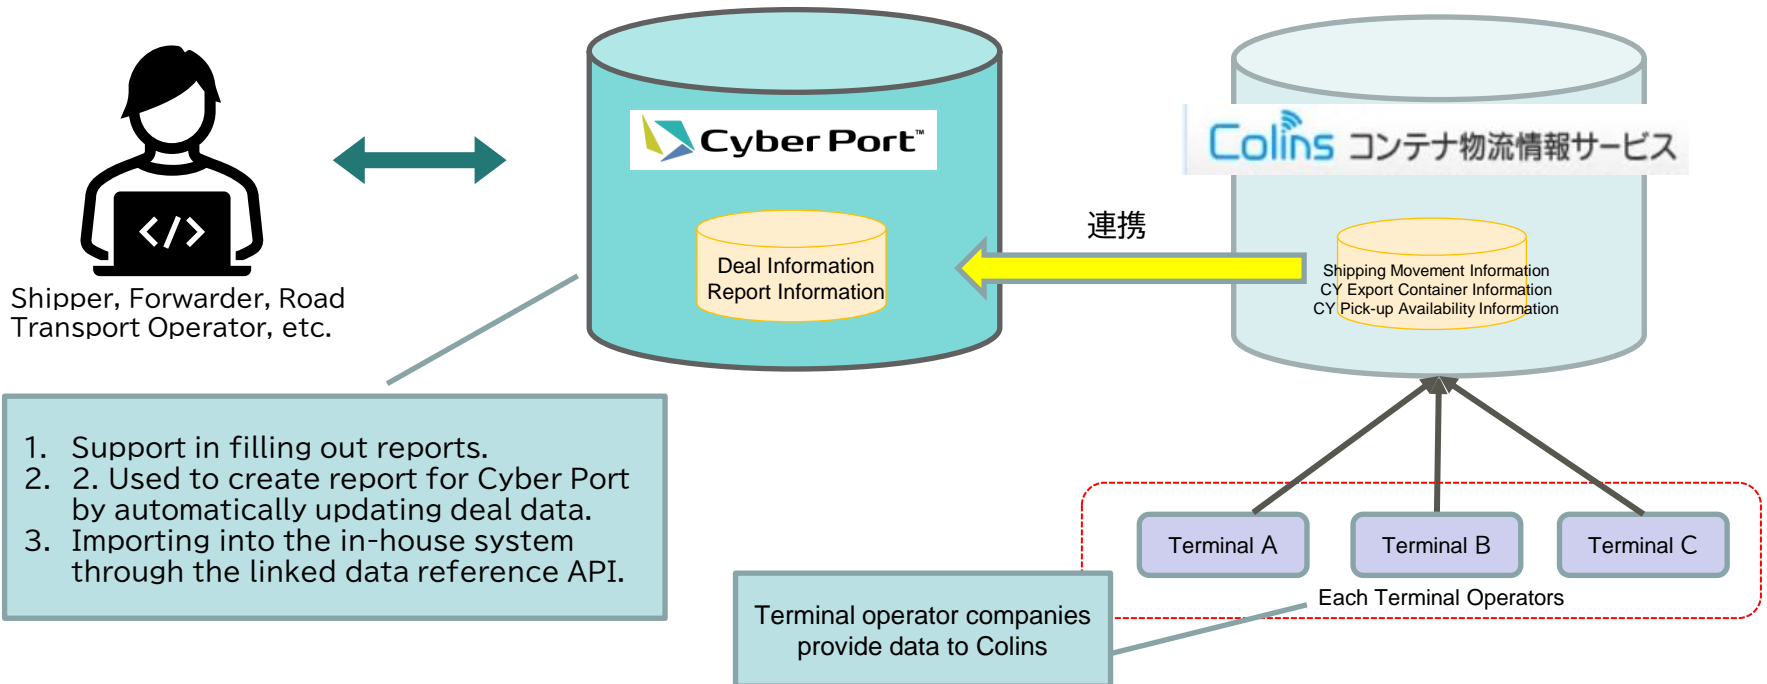 Cyber Port™
Colins コンテナ物流情報サービス
</>
連携
Deal Information
Report Information
Shipping Movement Information
CY Export Container Information
CY Pick-up Availability Information
Shipper, Forwarder, Road
Transport Operator, etc.
1. Support in filling out reports.
2. 2. Used to create report for Cyber Port
by automatically updating deal data.
3. Importing into the in-house system
through the linked data reference API.
Terminal A
Terminal B
Terminal C
Each Terminal Operators
Terminal operator companies
provide data to Colins